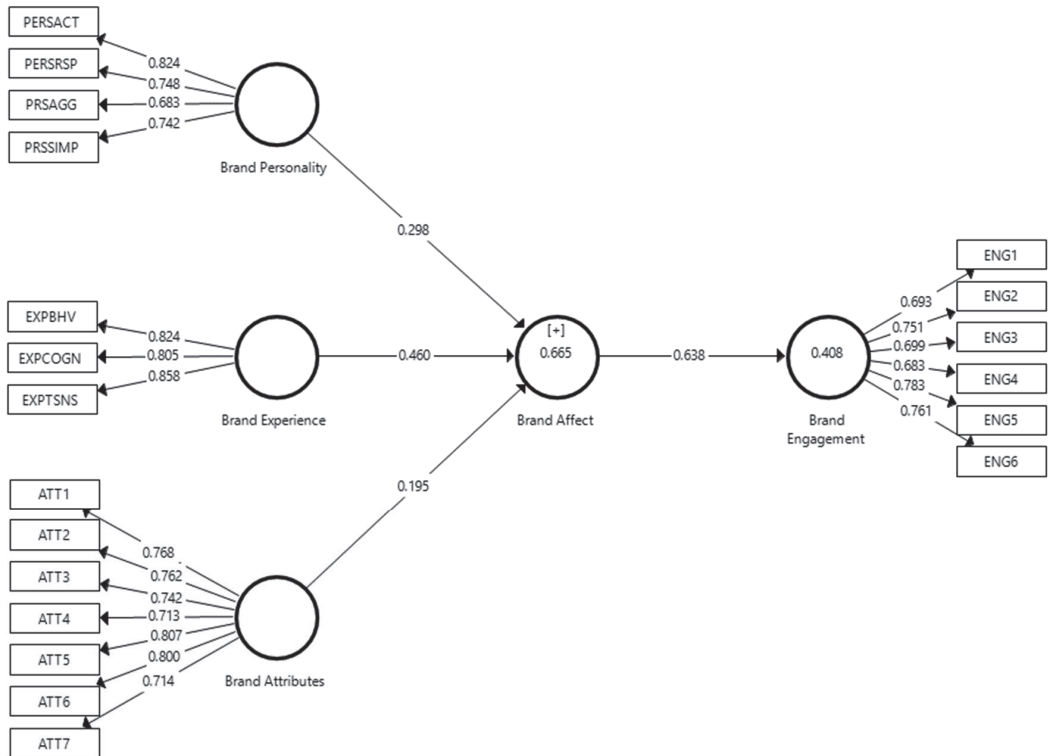 PERSACT
PERSRSP
PRSAGG
PRSSIMP
0.824
0.748
0.683
0.742
Brand Personality
0.298
EXPBHV
EXPCOGN
EXPTSNS
0.824
0.805
0.858
Brand Experience
0.460
ATT1
ATT2
ATT3
ATT4
ATT5
ATT6
ATT7
0.768
0.762
0.742
0.713
0.807
0.800
0.714
Brand Attributes
0.195
[+]
0.665
Brand Affect
0.638
0.408
Brand
Engagement
0.693
0.751
0.699
0.683
0.783
0.761
ENG1
ENG2
ENG3
ENG4
ENG5
ENG6